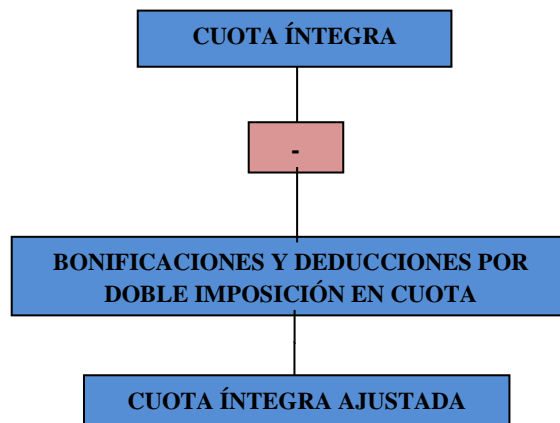 CUOTA ÍNTEGRA
-
BONIFICACIONES Y DEDUCCIONES POR
DOBLE IMPOSICIÓN EN CUOTA
CUOTA ÍNTEGRA AJUSTADA